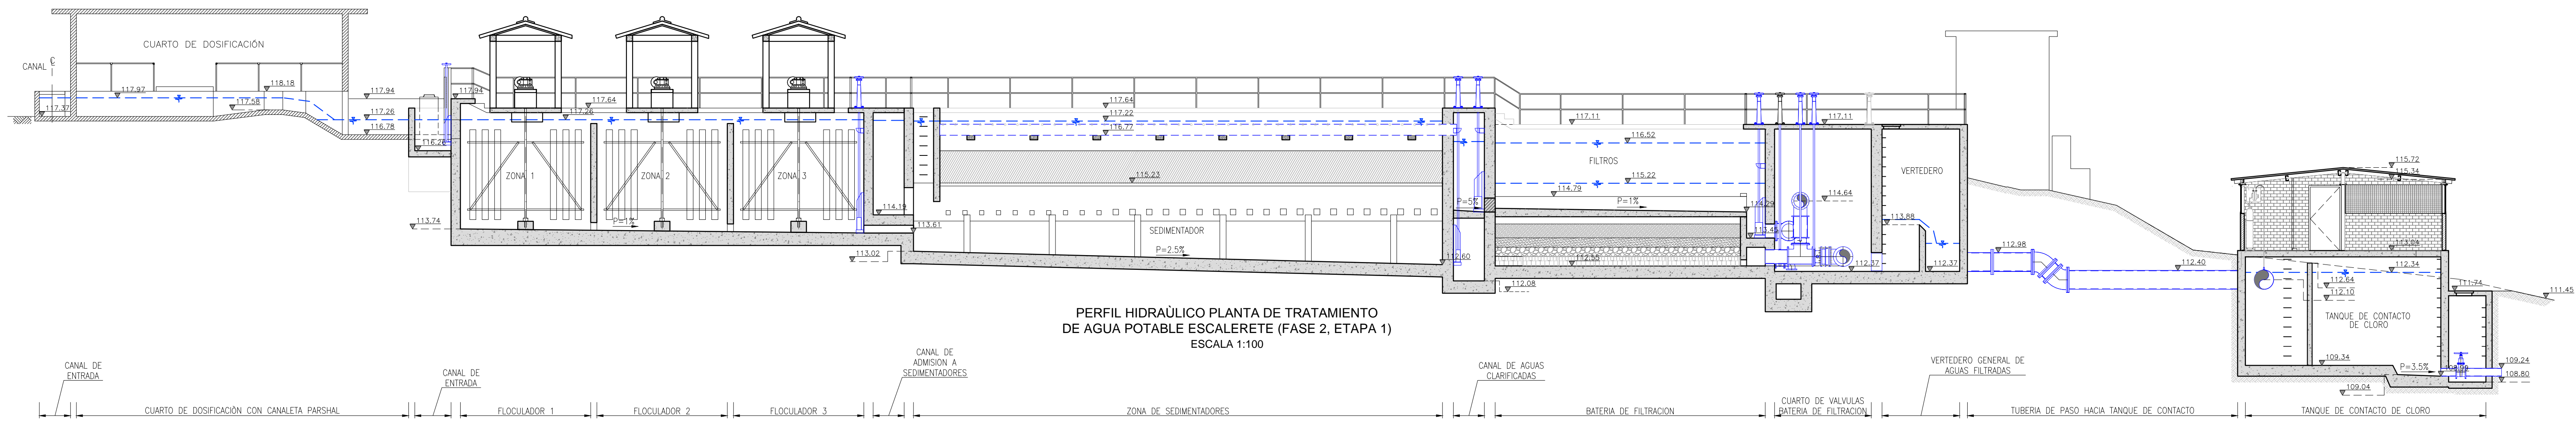 CUARTO DE DOSIFICACIÓN
CANAL
℄
117.37
117.97
117.58
118.18
117.94
117.26
116.78
116.26
117.94
113.74
ZONA 1
ZONA 2
ZONA 3
P=1%
117.64
117.26
114.19
113.61
113.02
117.64
117.22
116.77
115.23
SEDIMENTADOR
P=2.5%
112.60
P=5%
112.08
117.11
116.52
FILTROS
115.22
114.79
P=1%
114.29
113.45
112.55
117.11
114.64
112.37
VERTEDERO
113.88
112.37
112.98
112.40
115.72
115.34
113.04
112.34
112.64
112.10
111.74
111.45
TANQUE DE CONTACTO
DE CLORO
109.34
P=3.5%
109.24
108.80
109.04
PERFIL HIDRAÙLICO PLANTA DE TRATAMIENTO
DE AGUA POTABLE ESCALERETE (FASE 2, ETAPA 1)
ESCALA 1:100
CANAL DE
ENTRADA
CANAL DE
ENTRADA
CANAL DE
ADMISION A
SEDIMENTADORES
CANAL DE AGUAS
CLARIFICADAS
VERTEDERO GENERAL DE
AGUAS FILTRADAS
CUARTO DE DOSIFICACIÓN CON CANALETA PARSHAL
FLOCULADOR 1
FLOCULADOR 2
FLOCULADOR 3
ZONA DE SEDIMENTADORES
BATERIA DE FILTRACION
CUARTO DE VALVULAS
BATERIA DE FILTRACION
TUBERIA DE PASO HACIA TANQUE DE CONTACTO
TANQUE DE CONTACTO DE CLORO